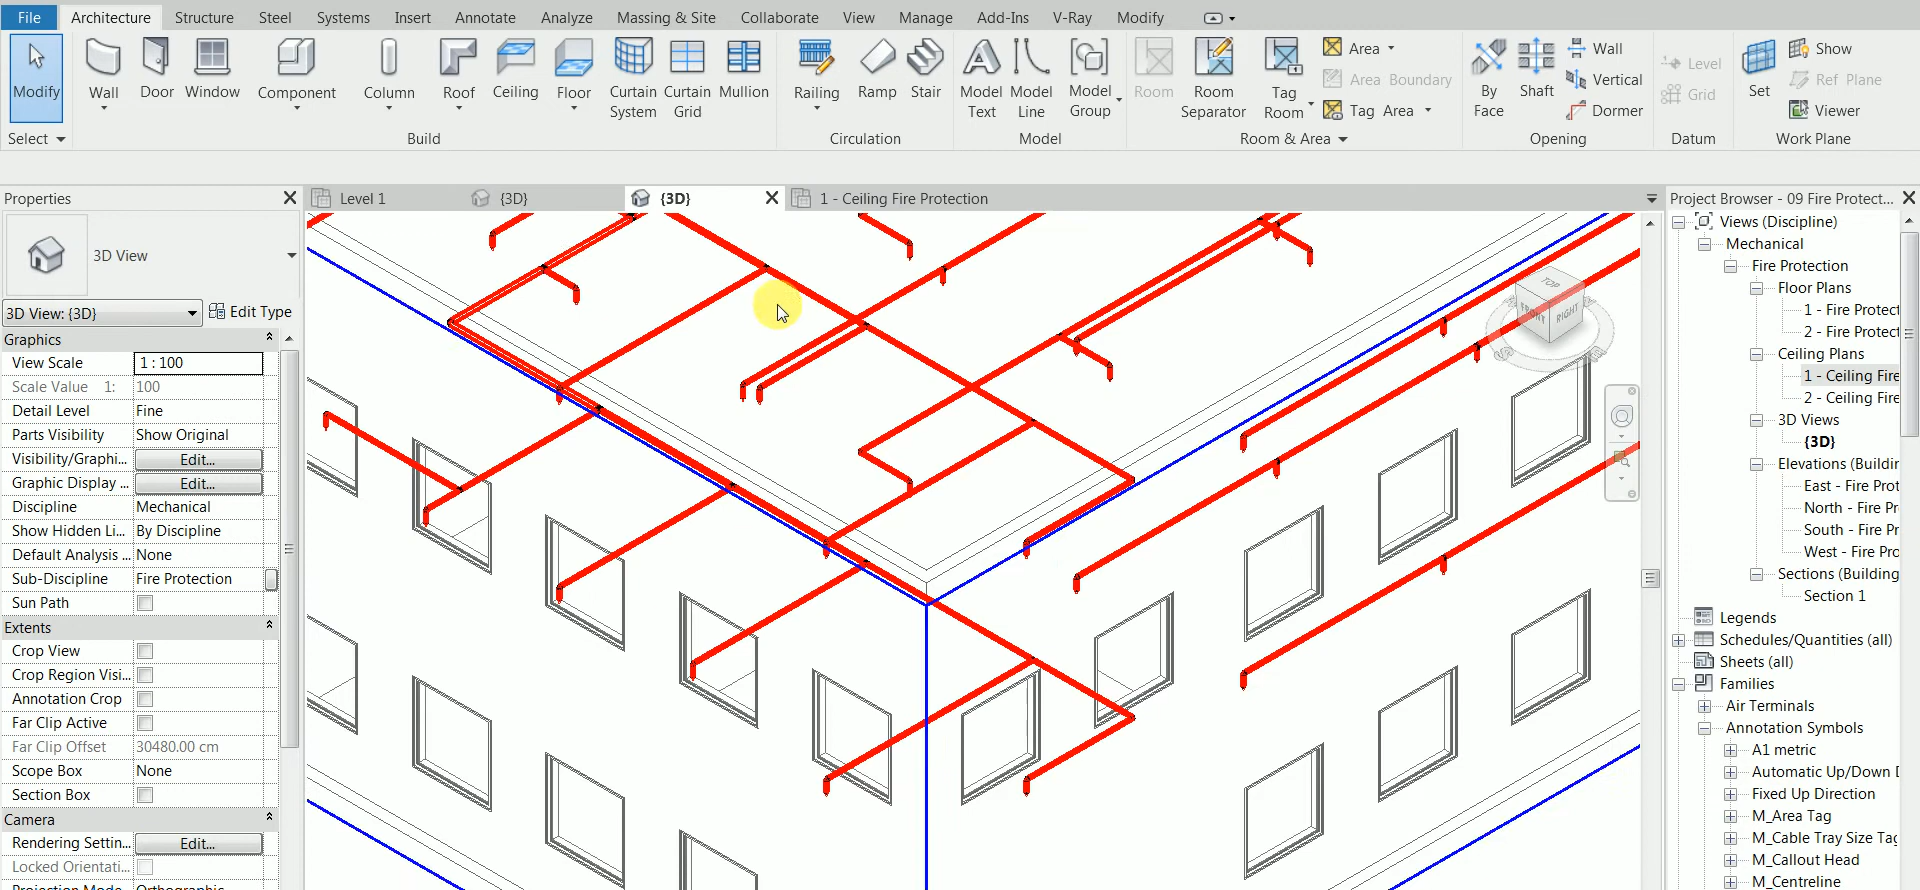 File Architecture Structure Steel Systems Insert Annotate Analyze Massing & Site Collaborate View Manage Add-Ins V-Ray Modify
Modify
Wall
Door
Window
Component
Column
Roof
Ceiling
Floor
Curtain System
Curtain Grid
Mullion
Railing
Ramp
Stair
Model Text
Model Line
Model Group
Room
Room Separator
Tag Room
Area
Area Boundary
Tag Area
By Face
Shaft
Wall
Vertical
Dormer
Level
Grid
Set
Show
Ref Plane
Viewer
Select Build Circulation Model Room & Area Opening Datum Work Plane
Properties
Level 1
{3D}
{3D}
1 - Ceiling Fire Protection
3D View
3D View: {3D}
Edit Type
Graphics
View Scale 1 : 100
Scale Value 1: 100
Detail Level Fine
Parts Visibility Show Original
Visibility/Graphi... Edit...
Graphic Display ... Edit...
Discipline Mechanical
Show Hidden Li... By Discipline
Default Analysis ... None
Sub-Discipline Fire Protection
Sun Path
Extents
Crop View
Crop Region Visi...
Annotation Crop
Far Clip Active
Far Clip Offset 30480.00 cm
Scope Box None
Section Box
Camera
Rendering Settin... Edit...
Locked Orientati...
Projection Mode Orthographic
TOP
FRONT
RIGHT
Project Browser - 09 Fire Protect...
Views (Discipline)
Mechanical
Fire Protection
Floor Plans
1 - Fire Protect
2 - Fire Protect
Ceiling Plans
1 - Ceiling Fire
2 - Ceiling Fire
3D Views
{3D}
Elevations (Buildin
East - Fire Prot
North - Fire Pr
South - Fire Pr
West - Fire Pro
Sections (Building
Section 1
Legends
Schedules/Quantities (all)
Sheets (all)
Families
Air Terminals
Annotation Symbols
A1 metric
Automatic Up/Down D
Fixed Up Direction
M_Area Tag
M_Cable Tray Size Tag
M_Callout Head
M_Centreline